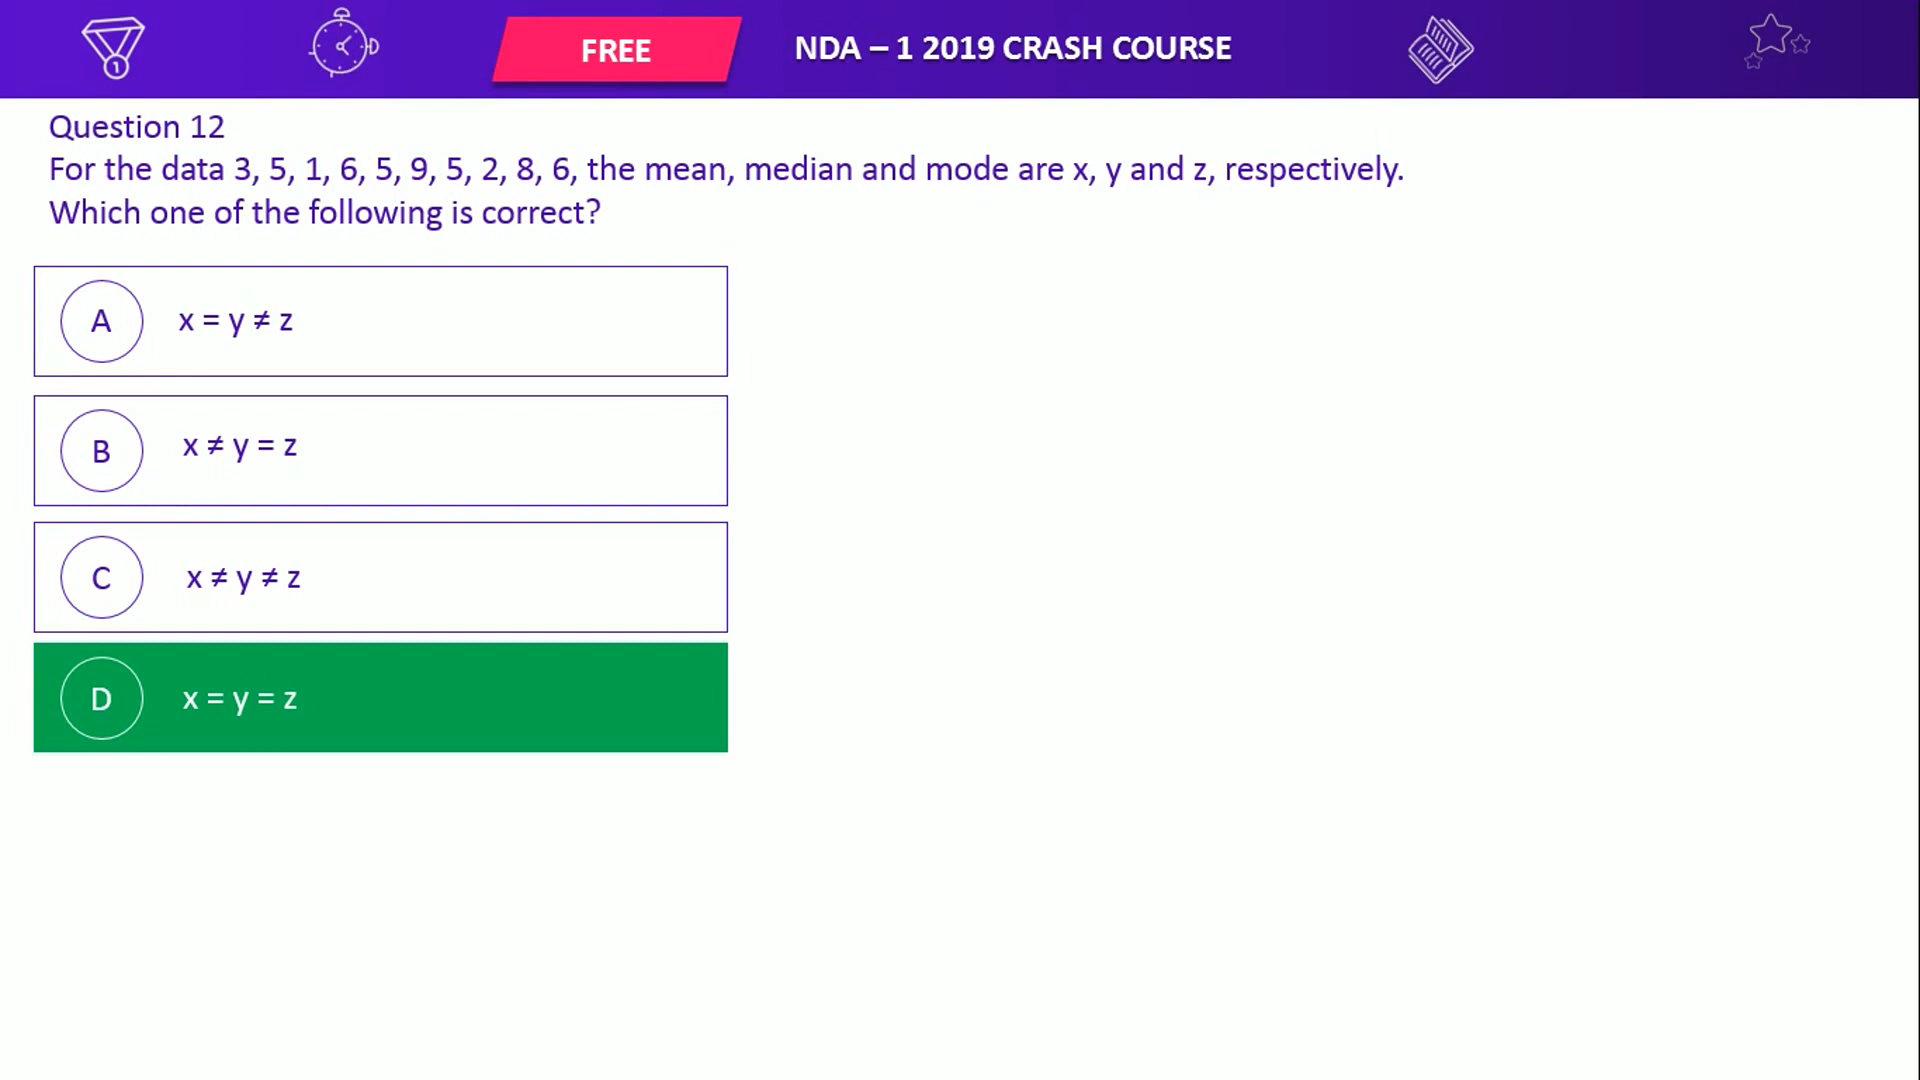 FREE
NDA – 1 2019 CRASH COURSE
1
Question 12
For the data 3, 5, 1, 6, 5, 9, 5, 2, 8, 6, the mean, median and mode are x, y and z, respectively.
Which one of the following is correct?
A x = y ≠ z
B x ≠ y = z
C x ≠ y ≠ z
D x = y = z